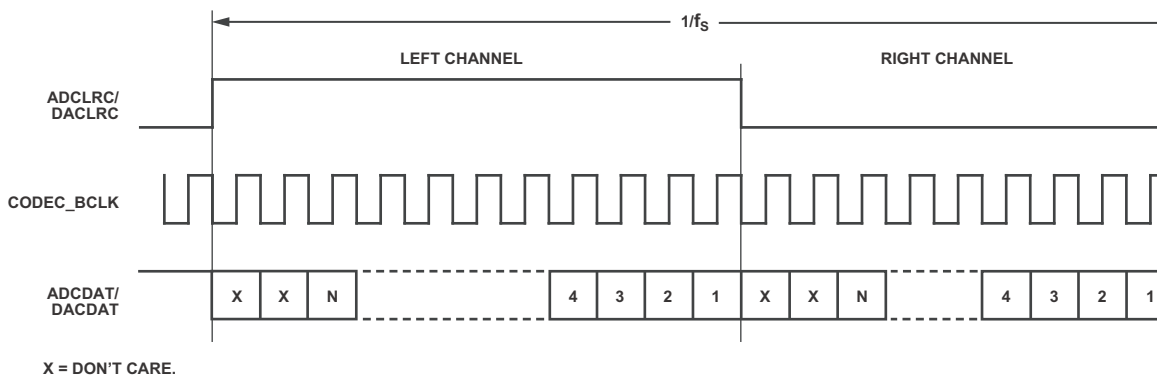 1/fS
LEFT CHANNEL
RIGHT CHANNEL
ADCLRC/
DACLRC
CODEC_BCLK
ADCDAT/
DACDAT
X X N 4 3 2 1 X X N 4 3 2 1
X = DON'T CARE.